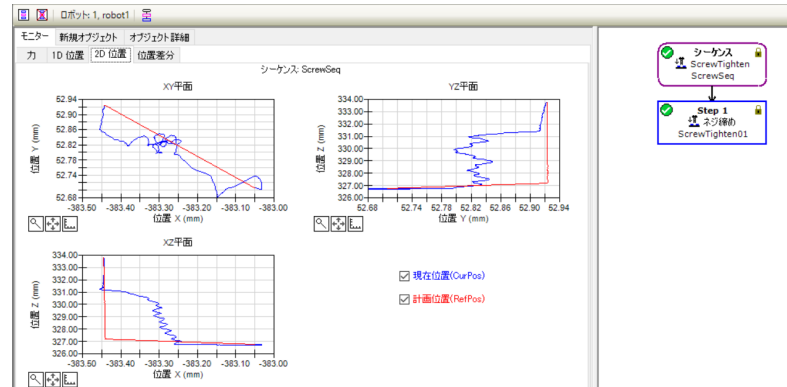 ロボット: 1, robot1
モニター 新規オブジェクト オブジェクト詳細
力 1D 位置 2D 位置 位置差分
シーケンス: ScrewSeq
XY平面
位置 Y (mm)
52.94
52.90
52.86
52.82
52.78
52.74
52.68
-383.50 -383.40 -383.30 -383.20 -383.10 -383.00
位置 X (mm)
YZ平面
位置 Z (mm)
334.00
333.00
332.00
331.00
330.00
329.00
328.00
327.00
326.00
52.68 52.74 52.78 52.82 52.86 52.90 52.94
位置 Y (mm)
XZ平面
位置 Z (mm)
334.00
333.00
332.00
331.00
330.00
329.00
328.00
327.00
326.00
-383.50 -383.40 -383.30 -383.20 -383.10 -383.00
位置 X (mm)
現在位置(CurPos)
計画位置(RefPos)
シーケンス
ScrewTighten
ScrewSeq
Step 1
ネジ締め
ScrewTighten01